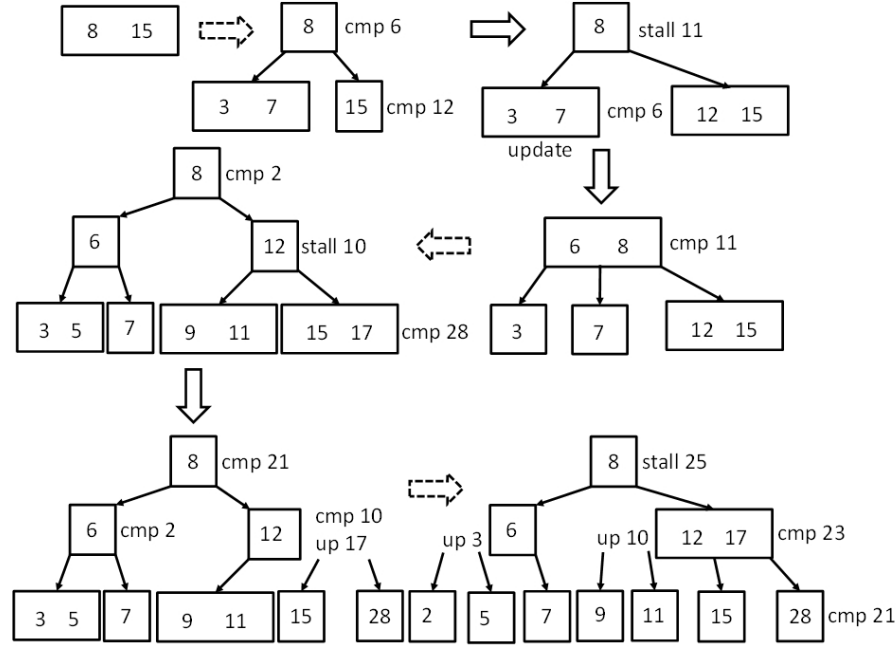 8 15
8 cmp 6
3 7 15 cmp 12
8 stall 11
3 7 cmp 6 12 15
update
8 cmp 2
6 12 stall 10
3 5 7 9 11 15 17 cmp 28
6 8 cmp 11
3 7 12 15
8 cmp 21
6 cmp 2 12 cmp 10
up 17
3 5 7 9 11 15 28
8 stall 25
up 3 6 up 10 12 17 cmp 23
2 5 7 9 11 15 28 cmp 21